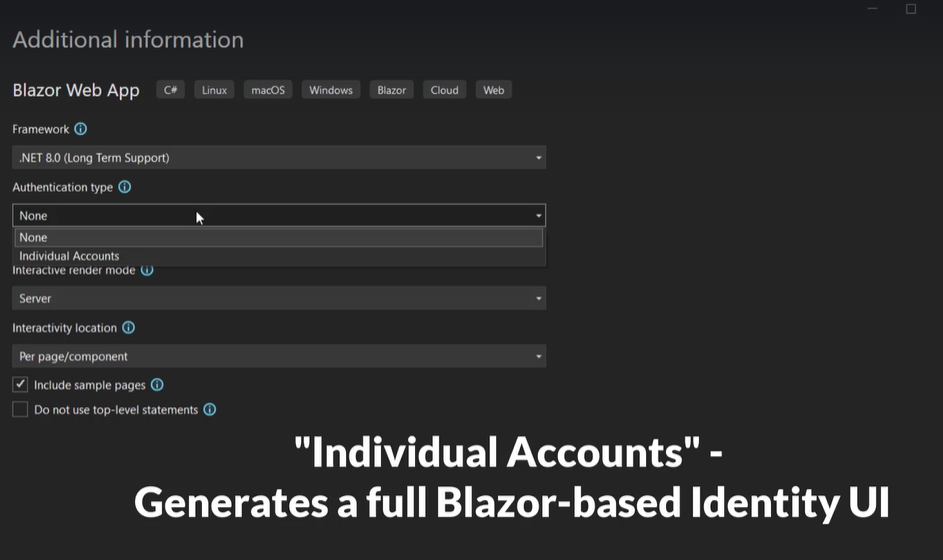 Additional information
Blazor Web App C# Linux macOS Windows Blazor Cloud Web
Framework
.NET 8.0 (Long Term Support)
Authentication type
None
None
Individual Accounts
Interactive render mode
Server
Interactivity location
Per page/component
Include sample pages
Do not use top-level statements
"Individual Accounts" -
Generates a full Blazor-based Identity UI